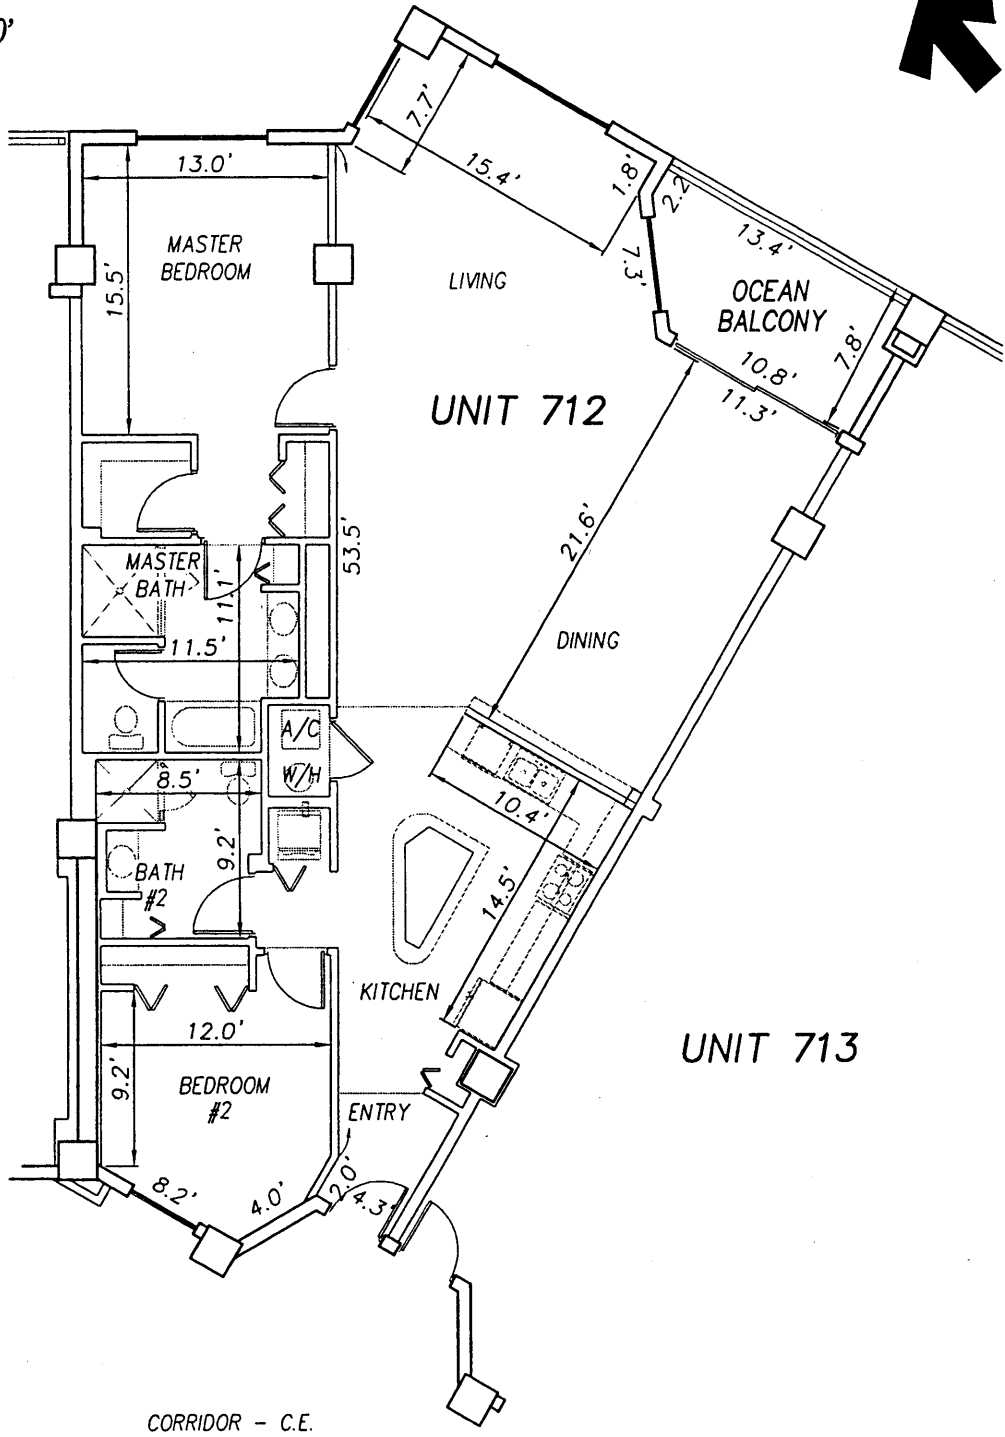 0'
7.7'
13.0'
15.4'
1.8'
2.2
13.4'
MASTER
BEDROOM
15.5'
LIVING
7.3'
OCEAN
BALCONY
7.8'
10.8'
11.3'
UNIT 712
21.6'
53.5'
MASTER
BATH
11.1'
11.5'
DINING
A/C
W/H
8.5'
10.4'
9.2'
BATH
#2
14.5'
KITCHEN
12.0'
9.2'
BEDROOM
#2
ENTRY
UNIT 713
8.2'
4.0'
2.0'
4.3'
CORRIDOR - C.E.